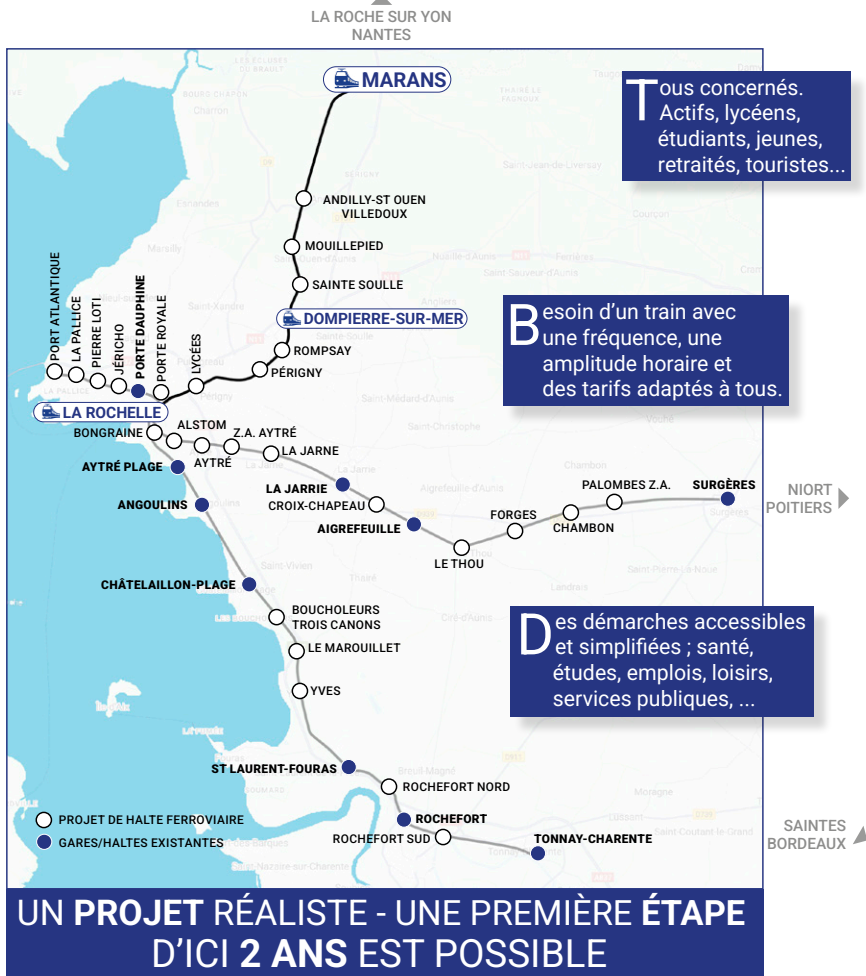 LA ROCHE SUR YON
NANTES
MARANS
Tous concernés.
Actifs, lycéens,
étudiants, jeunes,
retraités, touristes...
ANDILLY-ST OUEN
VILLEDOUX
MOUILLEPIED
SAINTE SOULLE
DOMPIERRE-SUR-MER
ROMPSAY
PÉRIGNY
LYCÉES
PORTE ROYALE
PORTE DAUPHINE
JÉRICHO
PIERRE LOTI
LA PALLICE
PORT ATLANTIQUE
Besoin d'un train avec
une fréquence, une
amplitude horaire et
des tarifs adaptés à tous.
LA ROCHELLE
BONGRAINE
ALSTOM
AYTRÉ
Z.A. AYTRÉ
LA JARNE
AYTRÉ PLAGE
LA JARRIE
CROIX-CHAPEAU
AIGREFEUILLE
LE THOU
FORGES
CHAMBON
PALOMBES Z.A.
SURGÈRES
NIORT
POITIERS
ANGOULINS
CHÂTELAILLON-PLAGE
BOUCHOLEURS
TROIS CANONS
LE MAROUILLET
YVES
Des démarches accessibles
et simplifiées ; santé,
études, emplois, loisirs,
services publiques, ...
ST LAURENT-FOURAS
ROCHEFORT NORD
ROCHEFORT
ROCHEFORT SUD
TONNAY-CHARENTE
SAINTES
BORDEAUX
PROJET DE HALTE FERROVIAIRE
GARES/HALTES EXISTANTES
UN PROJET RÉALISTE - UNE PREMIÈRE ÉTAPE
D'ICI 2 ANS EST POSSIBLE